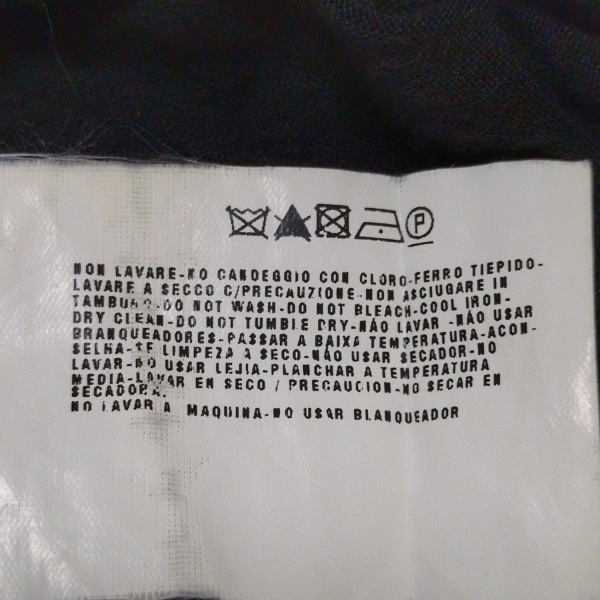 P
NON LAVARE-NO CANDEGGIO CON CLORO-FERRO TIEPIDO-
LAVARE A SECCO C/PRECAUZIONE-NON ASCIUGARE IN
TAMBURO-DO NOT WASH-DO NOT BLEACH-COOL IRON-
DRY CLEAN-DO NOT TUMBLE DRY-NÃO LAVAR -NÃO USAR
BRANQUEADORES-PASSAR A BAIXA TEMPERATURA-ACON-
SELHA-SE LIMPEZA A SECO-NÃO USAR SECADOR-NO
LAVAR-NO USAR LEJIA-PLANCHAR A TEMPERATURA
MEDIA-LAVAR EN SECO / PRECAUCION-NO SECAR EN
SECADORA.
NO LAVAR A MAQUINA-NO USAR BLANQUEADOR